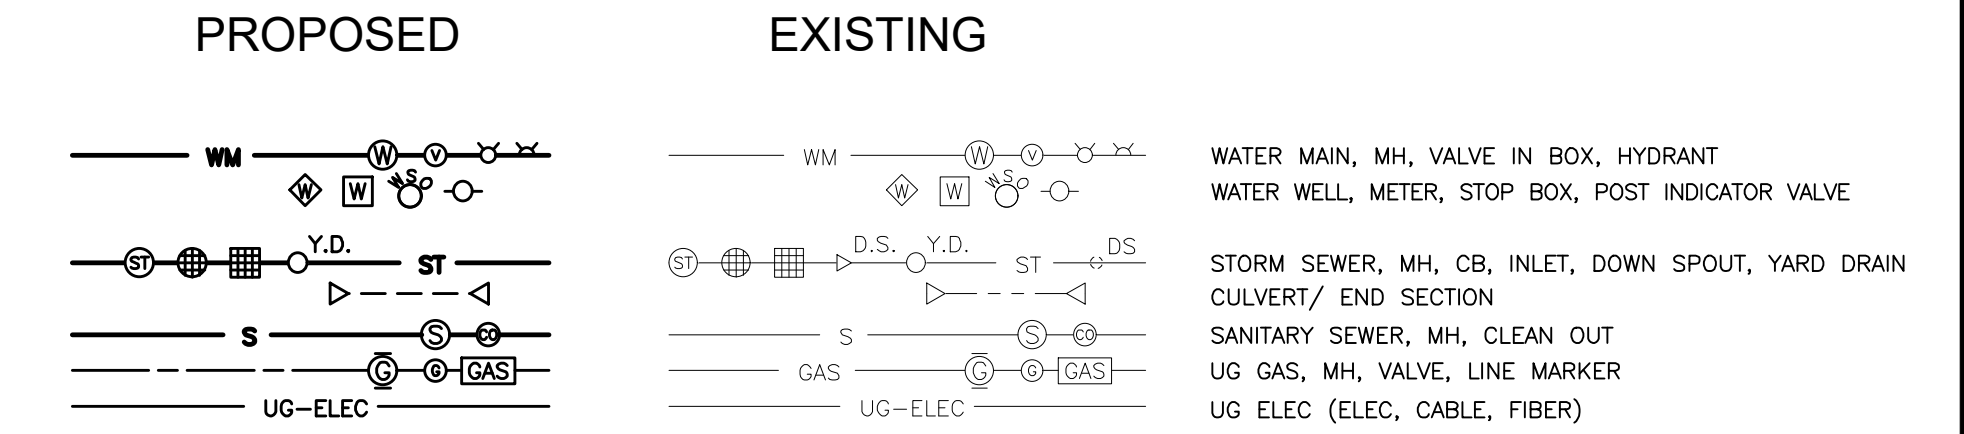 PROPOSED EXISTING
WM W V WM W V WATER MAIN, MH, VALVE IN BOX, HYDRANT
W W WSO W W WSO WATER WELL, METER, STOP BOX, POST INDICATOR VALVE
ST Y.D. ST ST D.S. Y.D. ST DS STORM SEWER, MH, CB, INLET, DOWN SPOUT, YARD DRAIN
CULVERT/ END SECTION
S S CO S S CO SANITARY SEWER, MH, CLEAN OUT
G G GAS GAS G G GAS UG GAS, MH, VALVE, LINE MARKER
UG-ELEC UG-ELEC UG ELEC (ELEC, CABLE, FIBER)